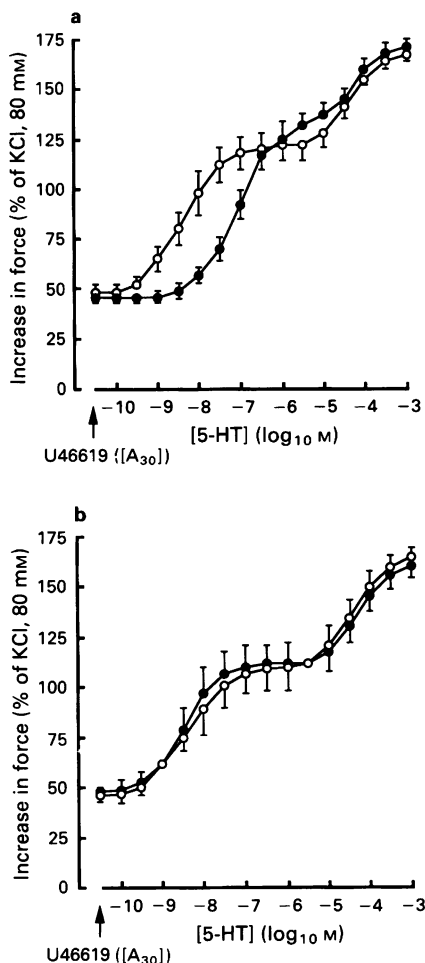 a
Increase in force (% of KCl, 80 mM)
175
150
125
100
75
50
25
0
−10 −9 −8 −7 −6 −5 −4 −3
[5-HT] (log10 M)
U46619 ([A30])
b
Increase in force (% of KCl, 80 mM)
175
150
125
100
75
50
25
0
−10 −9 −8 −7 −6 −5 −4 −3
[5-HT] (log10 M)
U46619 ([A30])